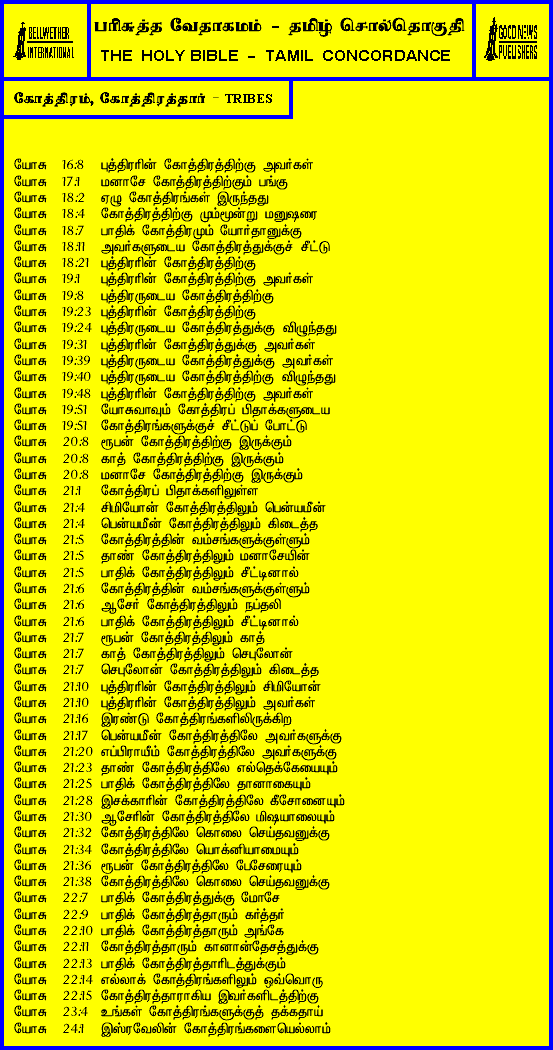 BELLWETHER
INTERNATIONAL
பரிசுத்த வேதாகமம் - தமிழ் சொல்தொகுதி
THE HOLY BIBLE - TAMIL CONCORDANCE
GOOD NEWS
PUBLISHERS
கோத்திரம், கோத்திரத்தார் - TRIBES
யோசு 16:8 புத்திரரின் கோத்திரத்திற்கு அவர்கள்
யோசு 17:1 மனாசே கோத்திரத்திற்கும் பங்கு
யோசு 18:2 ஏழு கோத்திரங்கள் இருந்தது
யோசு 18:4 கோத்திரத்திற்கு மும்மூன்று மனுஷரை
யோசு 18:7 பாதிக் கோத்திரமும் யோர்தானுக்கு
யோசு 18:11 அவர்களுடைய கோத்திரத்துக்குச் சீட்டு
யோசு 18:21 புத்திரரின் கோத்திரத்திற்கு
யோசு 19:1 புத்திரரின் கோத்திரத்திற்கு அவர்கள்
யோசு 19:8 புத்திரருடைய கோத்திரத்திற்கு
யோசு 19:23 புத்திரரின் கோத்திரத்திற்கு
யோசு 19:24 புத்திரருடைய கோத்திரத்துக்கு விழுந்தது
யோசு 19:31 புத்திரரின் கோத்திரத்துக்கு அவர்கள்
யோசு 19:39 புத்திரருடைய கோத்திரத்துக்கு அவர்கள்
யோசு 19:40 புத்திரருடைய கோத்திரத்திற்கு விழுந்தது
யோசு 19:48 புத்திரரின் கோத்திரத்திற்கு அவர்கள்
யோசு 19:51 யோசுவாவும் கோத்திரப் பிதாக்களுடைய
யோசு 19:51 கோத்திரங்களுக்குச் சீட்டுப் போட்டு
யோசு 20:8 ரூபன் கோத்திரத்திற்கு இருக்கும்
யோசு 20:8 காத் கோத்திரத்திற்கு இருக்கும்
யோசு 20:8 மனாசே கோத்திரத்திற்கு இருக்கும்
யோசு 21:1 கோத்திரப் பிதாக்களிலுள்ள
யோசு 21:4 சிமியோன் கோத்திரத்திலும் பென்யமீன்
யோசு 21:4 பென்யமீன் கோத்திரத்திலும் கிடைத்த
யோசு 21:5 கோத்திரத்தின் வம்சங்களுக்குள்ளும்
யோசு 21:5 தாண் கோத்திரத்திலும் மனாசேயின்
யோசு 21:5 பாதிக் கோத்திரத்திலும் சீட்டினால்
யோசு 21:6 கோத்திரத்தின் வம்சங்களுக்குள்ளும்
யோசு 21:6 ஆசேர் கோத்திரத்திலும் நப்தலி
யோசு 21:6 பாதிக் கோத்திரத்திலும் சீட்டினால்
யோசு 21:7 ரூபன் கோத்திரத்திலும் காத்
யோசு 21:7 காத் கோத்திரத்திலும் செபுலோன்
யோசு 21:7 செபுலோன் கோத்திரத்திலும் கிடைத்த
யோசு 21:10 புத்திரரின் கோத்திரத்திலும் சிமியோன்
யோசு 21:10 புத்திரரின் கோத்திரத்திலும் அவர்கள்
யோசு 21:16 இரண்டு கோத்திரங்களிலிருக்கிற
யோசு 21:17 பென்யமீன் கோத்திரத்திலே அவர்களுக்கு
யோசு 21:20 எப்பிராயீம் கோத்திரத்திலே அவர்களுக்கு
யோசு 21:23 தாண் கோத்திரத்திலே எல்தெக்கேயையும்
யோசு 21:25 பாதிக் கோத்திரத்திலே தானாகையும்
யோசு 21:28 இசக்காரின் கோத்திரத்திலே கீசோனையும்
யோசு 21:30 ஆசேரின் கோத்திரத்திலே மிஷயாலையும்
யோசு 21:32 கோத்திரத்திலே கொலை செய்தவனுக்கு
யோசு 21:34 கோத்திரத்திலே யொக்னியாமையும்
யோசு 21:36 ரூபன் கோத்திரத்திலே பேசேரையும்
யோசு 21:38 கோத்திரத்திலே கொலை செய்தவனுக்கு
யோசு 22:7 பாதிக் கோத்திரத்துக்கு மோசே
யோசு 22:9 பாதிக் கோத்திரத்தாரும் கர்த்தர்
யோசு 22:10 பாதிக் கோத்திரத்தாரும் அங்கே
யோசு 22:11 கோத்திரத்தாரும் கானான்தேசத்துக்கு
யோசு 22:13 பாதிக் கோத்திரத்தாரிடத்துக்கும்
யோசு 22:14 எல்லாக் கோத்திரங்களிலும் ஒவ்வொரு
யோசு 22:15 கோத்திரத்தாராகிய இவர்களிடத்திற்கு
யோசு 23:4 உங்கள் கோத்திரங்களுக்குத் தக்கதாய்
யோசு 24:1 இஸ்ரவேலின் கோத்திரங்களையெல்லாம்